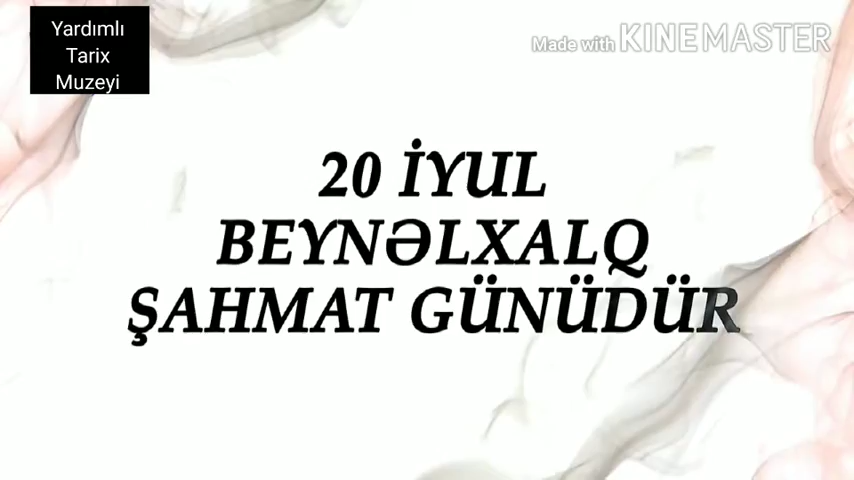 Yardımlı
Tarix
Muzeyi
Made with KINEMASTER
20 İYUL
BEYNƏLXALQ
ŞAHMAT GÜNÜDÜR